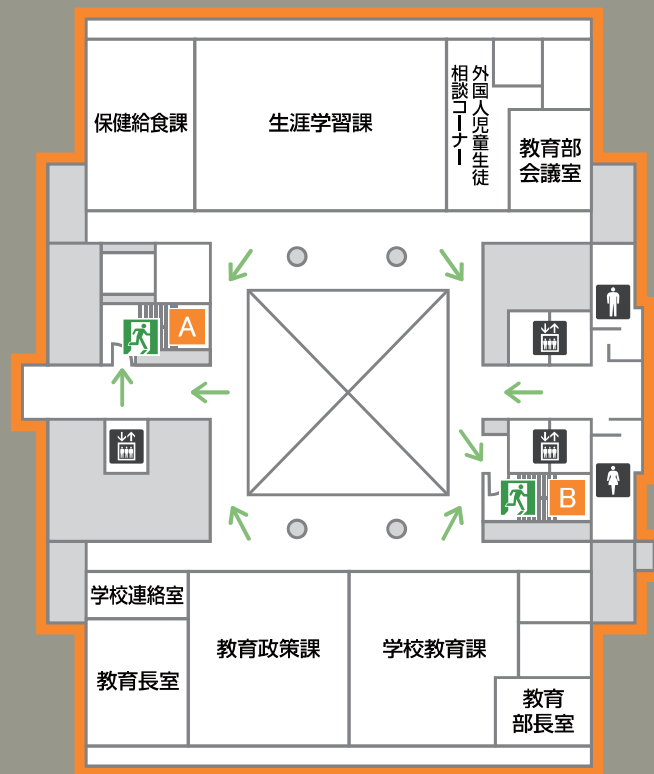 保健給食課
生涯学習課
外国人児童生徒
相談コーナー
教育部
会議室
A
B
学校連絡室
教育長室
教育政策課
学校教育課
教育
部長室